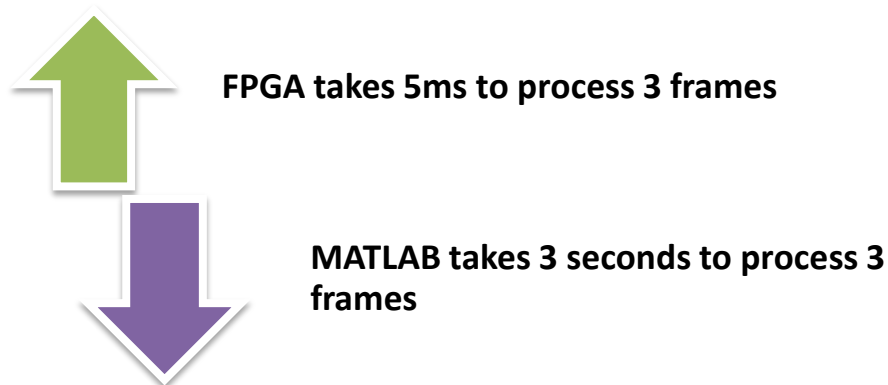 FPGA takes 5ms to process 3 frames
MATLAB takes 3 seconds to process 3
frames